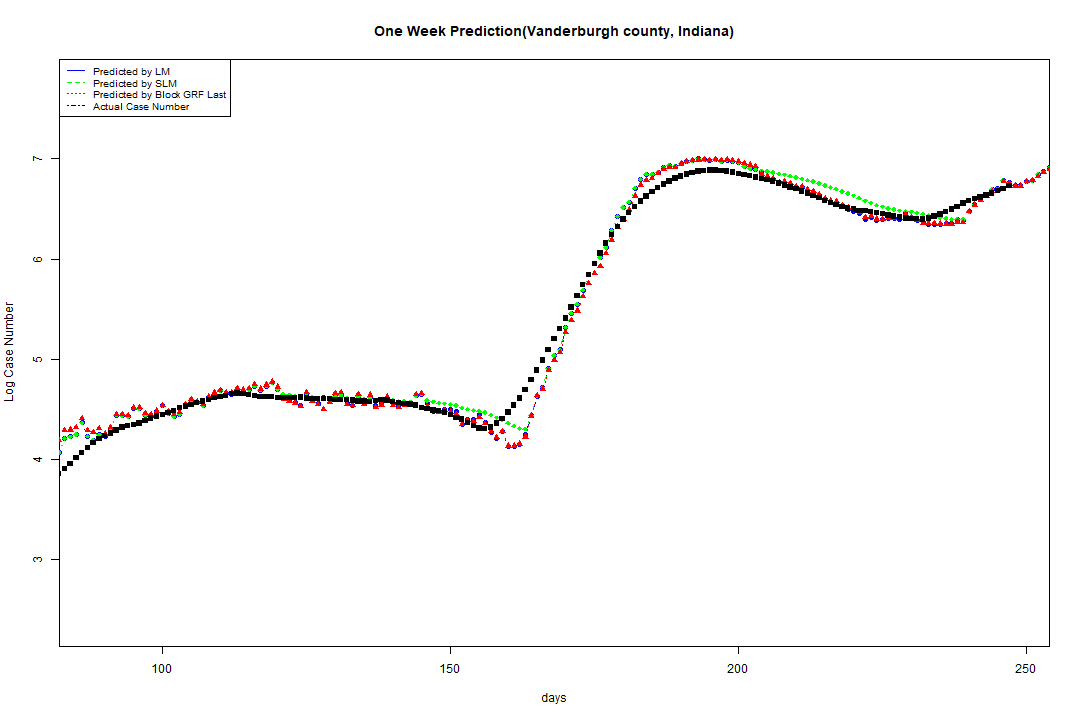 One Week Prediction(Vanderburgh county, Indiana)
Predicted by LM
Predicted by SLM
Predicted by Block GRF Last
Actual Case Number
7
6
5
4
3
Log Case Number
100
150
200
250
days